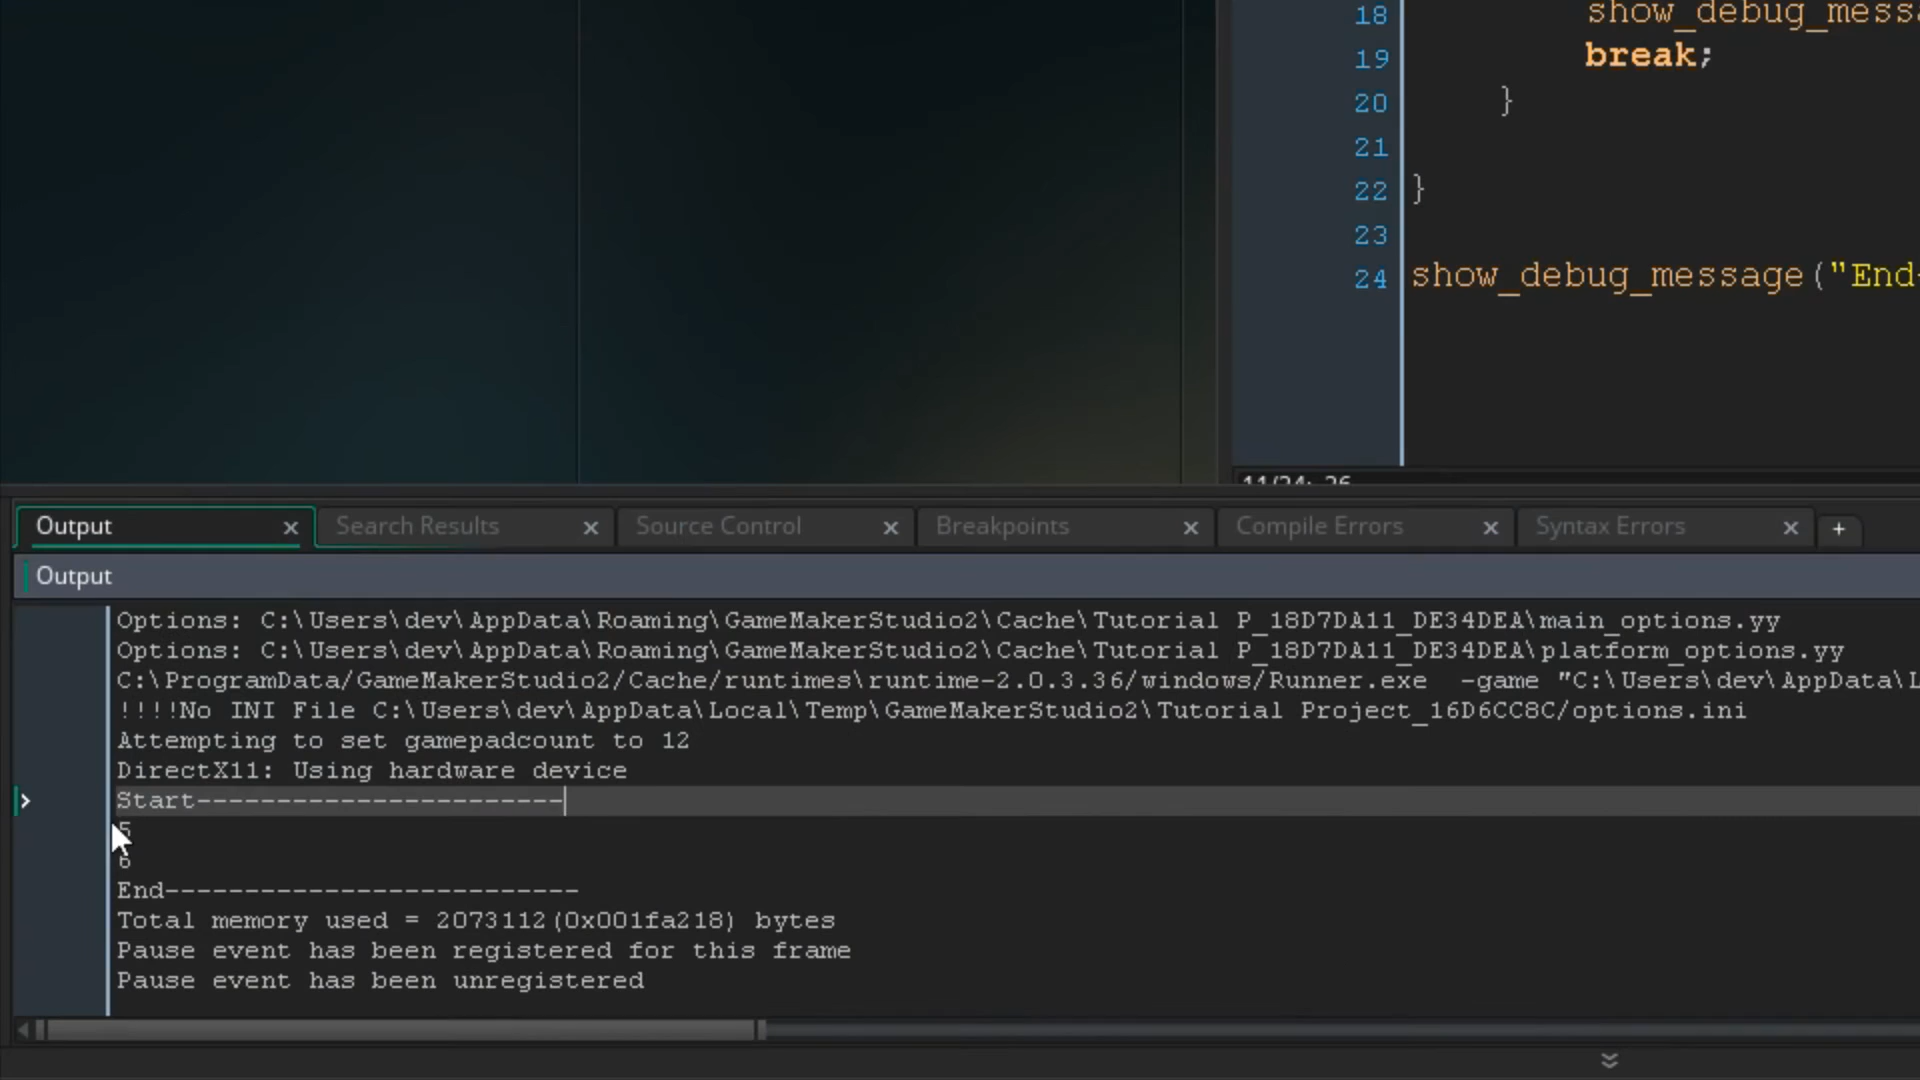 18 show_debug_mess
19 break;
20 }
21
22 }
23
24 show_debug_message("End-
Output
Search Results
Source Control
Breakpoints
Compile Errors
Syntax Errors
+
Output
Options: C:\Users\dev\AppData\Roaming\GameMakerStudio2\Cache\Tutorial P_18D7DA11_DE34DEA\main_options.yy
Options: C:\Users\dev\AppData\Roaming\GameMakerStudio2\Cache\Tutorial P_18D7DA11_DE34DEA\platform_options.yy
C:\ProgramData/GameMakerStudio2/Cache/runtimes\runtime-2.0.3.36/windows/Runner.exe  -game "C:\Users\dev\AppData\L
!!!!No INI File C:\Users\dev\AppData\Local\Temp\GameMakerStudio2\Tutorial Project_16D6CC8C/options.ini
Attempting to set gamepadcount to 12
DirectX11: Using hardware device
Start-----------------------
5
6
End--------------------------
Total memory used = 2073112(0x001fa218) bytes
Pause event has been registered for this frame
Pause event has been unregistered